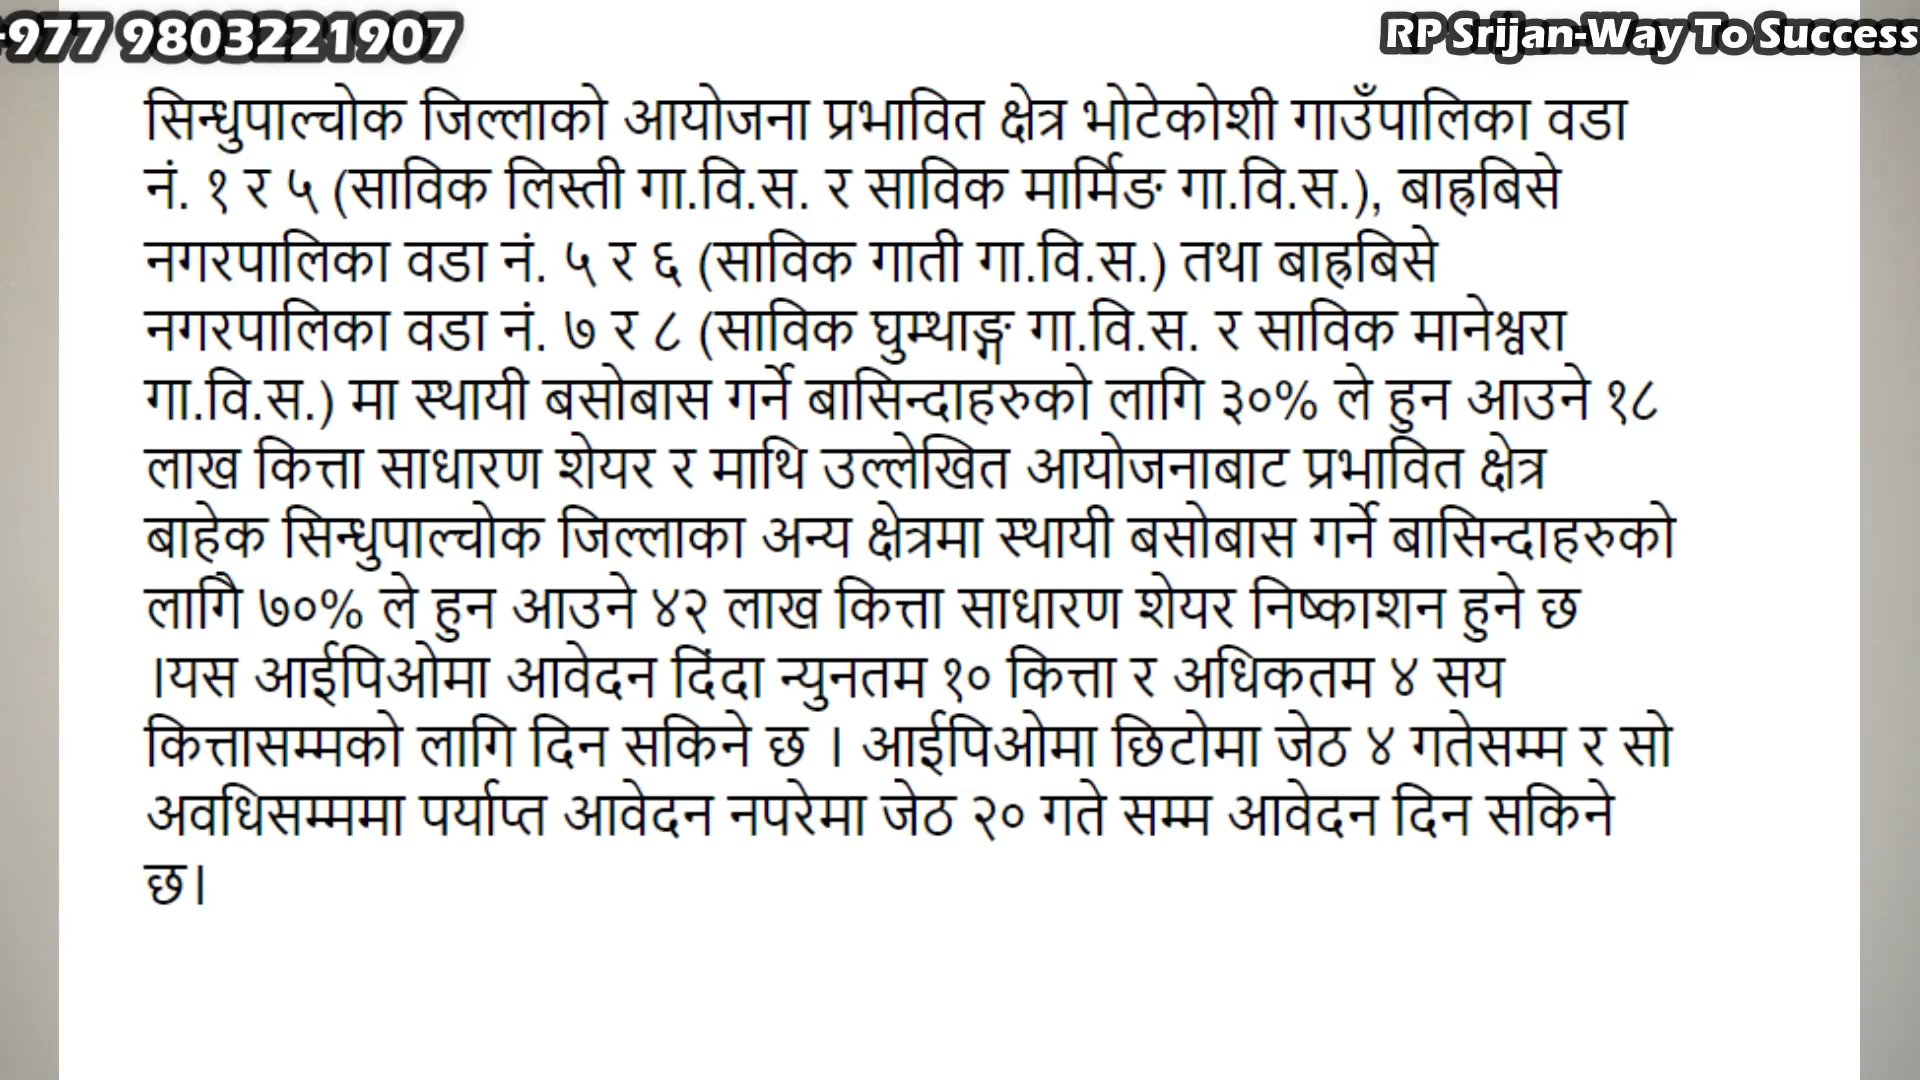 +977 9803221907
RP Srijan-Way To Success
सिन्धुपाल्चोक जिल्लाको आयोजना प्रभावित क्षेत्र भोटेकोशी गाउँपालिका वडा
नं. १ र ५ (साविक लिस्ती गा.वि.स. र साविक मार्मिङ गा.वि.स.), बाह्रबिसे
नगरपालिका वडा नं. ५ र ६ (साविक गाती गा.वि.स.) तथा बाह्रबिसे
नगरपालिका वडा नं. ७ र ८ (साविक घुम्थाङ्ग गा.वि.स. र साविक मानेश्वरा
गा.वि.स.) मा स्थायी बसोबास गर्ने बासिन्दाहरुको लागि ३०% ले हुन आउने १८
लाख कित्ता साधारण शेयर र माथि उल्लेखित आयोजनाबाट प्रभावित क्षेत्र
बाहेक सिन्धुपाल्चोक जिल्लाका अन्य क्षेत्रमा स्थायी बसोबास गर्ने बासिन्दाहरुको
लागि ७०% ले हुन आउने ४२ लाख कित्ता साधारण शेयर निष्काशन हुने छ
।यस आईपिओमा आवेदन दिंदा न्युनतम १० कित्ता र अधिकतम ४ सय
कित्तासम्मको लागि दिन सकिने छ । आईपिओमा छिटोमा जेठ ४ गतेसम्म र सो
अवधिसम्ममा पर्याप्त आवेदन नपरेमा जेठ २० गते सम्म आवेदन दिन सकिने
छ।